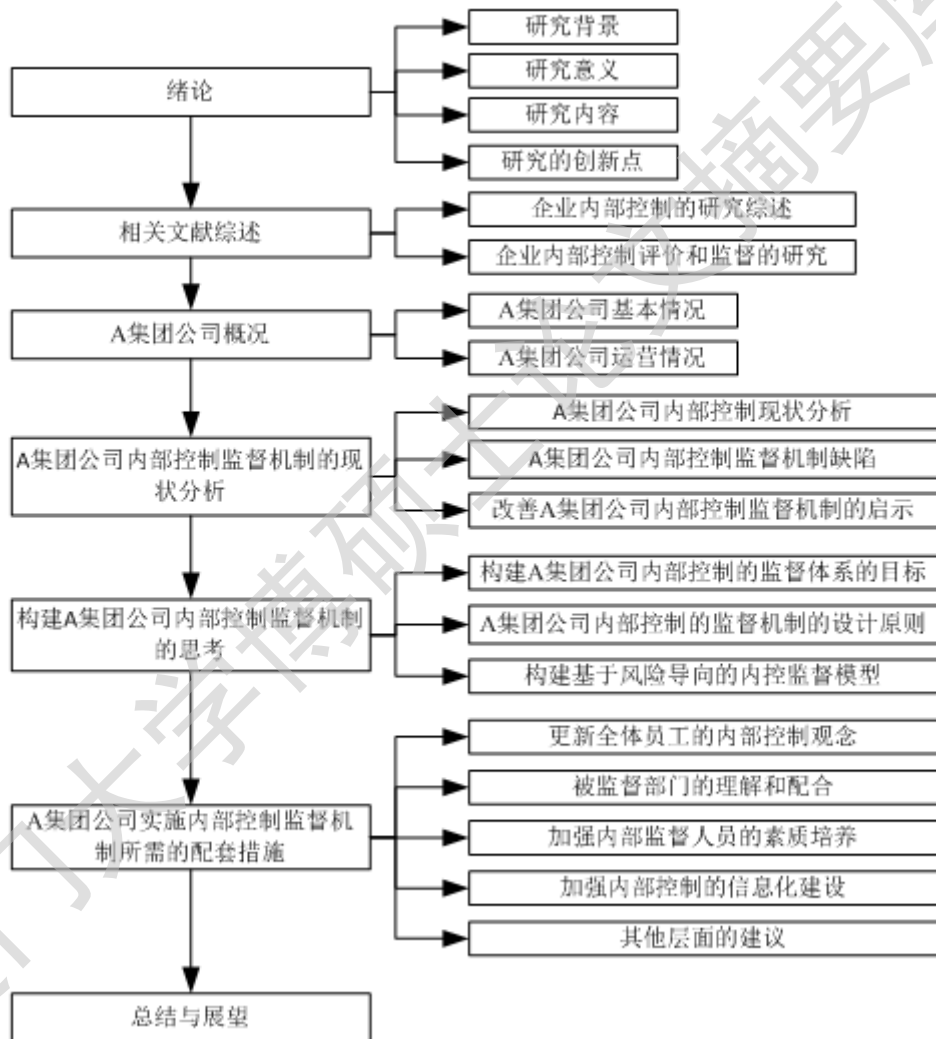 绪论
研究背景
研究意义
研究内容
研究的创新点
相关文献综述
企业内部控制的研究综述
企业内部控制评价和监督的研究
A集团公司概况
A集团公司基本情况
A集团公司运营情况
A集团公司内部控制监督机制的现
状分析
A集团公司内部控制现状分析
A集团公司内部控制监督机制缺陷
改善A集团公司内部控制监督机制的启示
构建A集团公司内部控制监督机制
的思考
构建A集团公司内部控制的监督体系的目标
A集团公司内部控制的监督机制的设计原则
构建基于风险导向的内控监督模型
A集团公司实施内部控制监督机
制所需的配套措施
更新全体员工的内部控制观念
被监督部门的理解和配合
加强内部监督人员的素质培养
加强内部控制的信息化建设
其他层面的建议
总结与展望
门大学博硕士论文摘要库